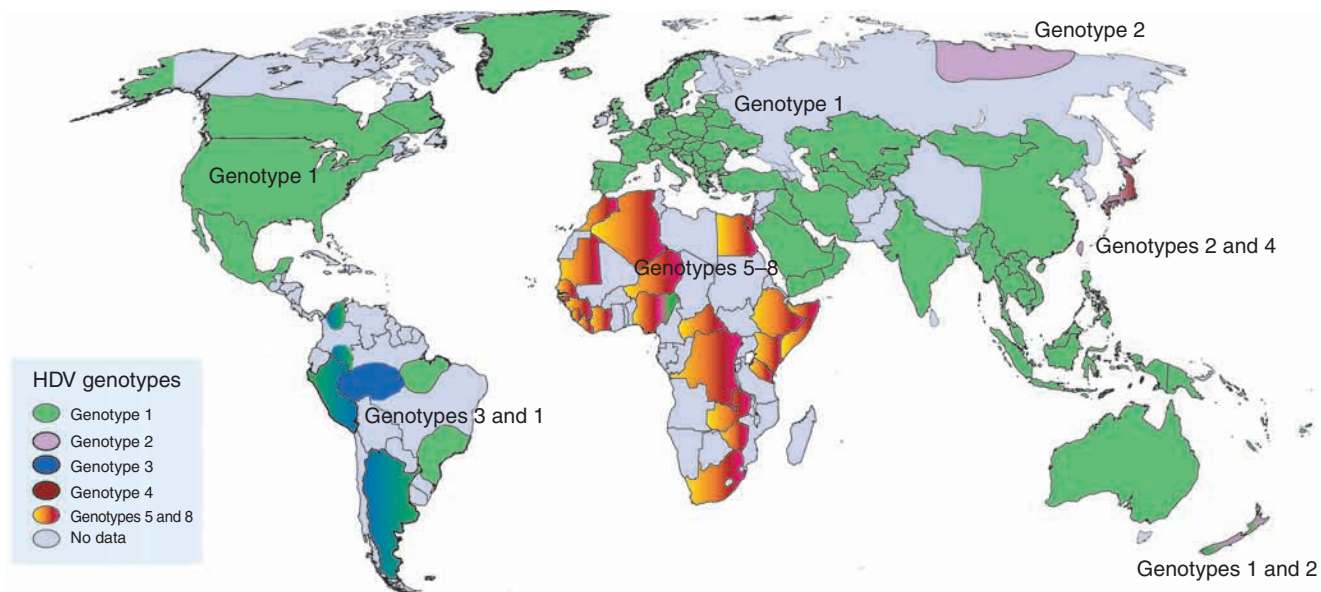 Genotype 2
Genotype 1
Genotype 1
Genotypes 2 and 4
Genotypes 5–8
HDV genotypes
Genotype 1
Genotype 2
Genotype 3
Genotype 4
Genotypes 5 and 8
No data
Genotypes 3 and 1
Genotypes 1 and 2